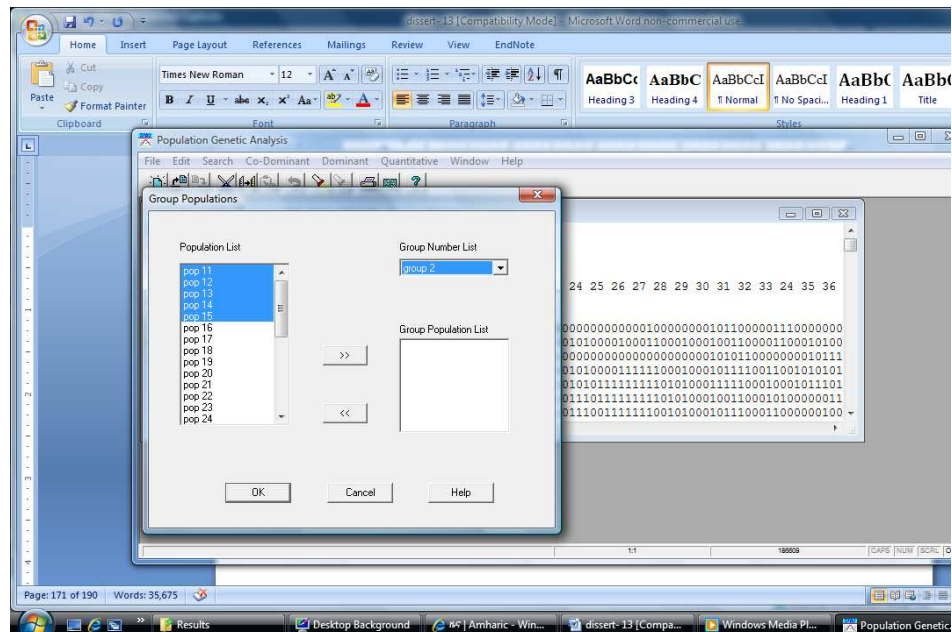 dissert- 13 [Compatibility Mode] - Microsoft Word non-commercial use
Home Insert Page Layout References Mailings Review View EndNote
Cut
Copy
Format Painter
Paste
Clipboard
Times New Roman 12
Font
Paragraph
AaBbCc AaBbC AaBbCcI AaBbCcI AaBb( AaBb
Heading 3 Heading 4 ¶ Normal ¶ No Spaci... Heading 1 Title
Styles
Population Genetic Analysis
File Edit Search Co-Dominant Dominant Quantitative Window Help
Group Populations
Population List
pop 11
pop 12
pop 13
pop 14
pop 15
pop 16
pop 17
pop 18
pop 19
pop 20
pop 21
pop 22
pop 23
pop 24
>>
<<
Group Number List
group 2
Group Population List
OK Cancel Help
24 25 26 27 28 29 30 31 32 33 24 35 36
1:1 186609 CAPS NUM SCRL
Page: 171 of 190 Words: 35,675
Results Desktop Background Amharic - Win... dissert- 13 [Compa... Windows Media Pl... Population Genetic